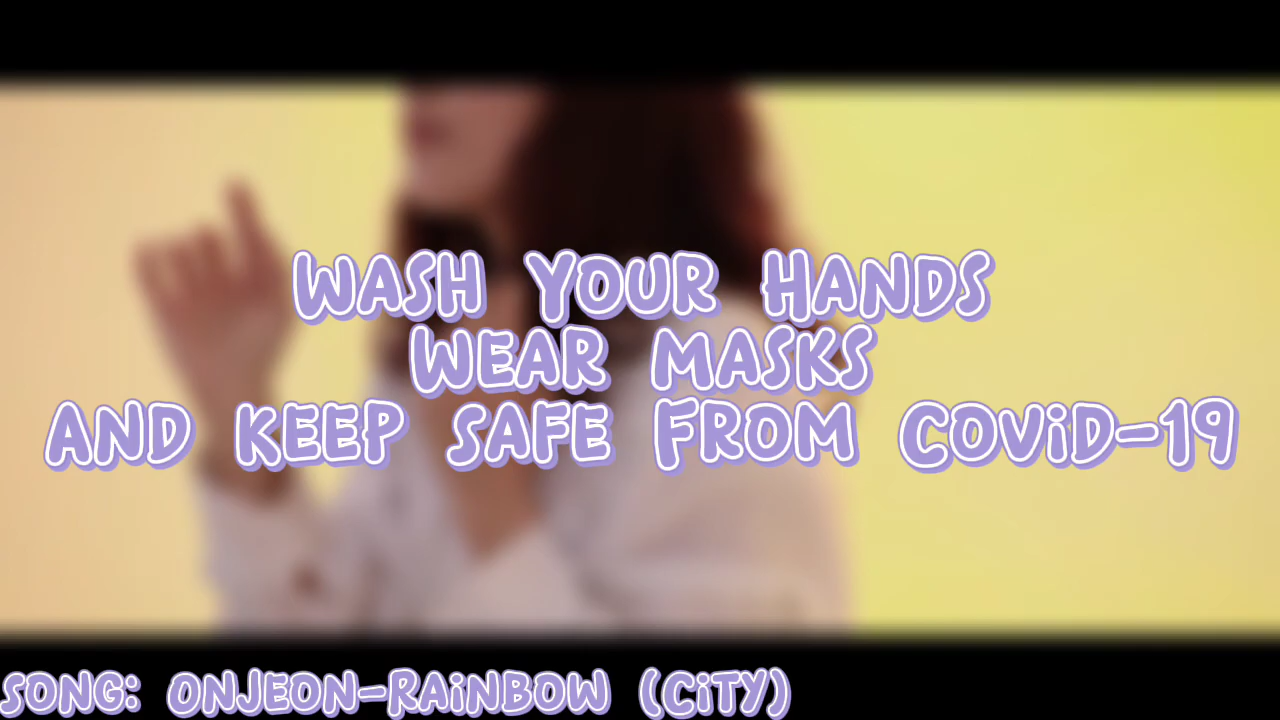 WASH YOUR HANDS
WEAR MASKS
AND KEEP SAFE FROM COViD-19
SONG: ONJEON-RAiNBOW (CiTY)